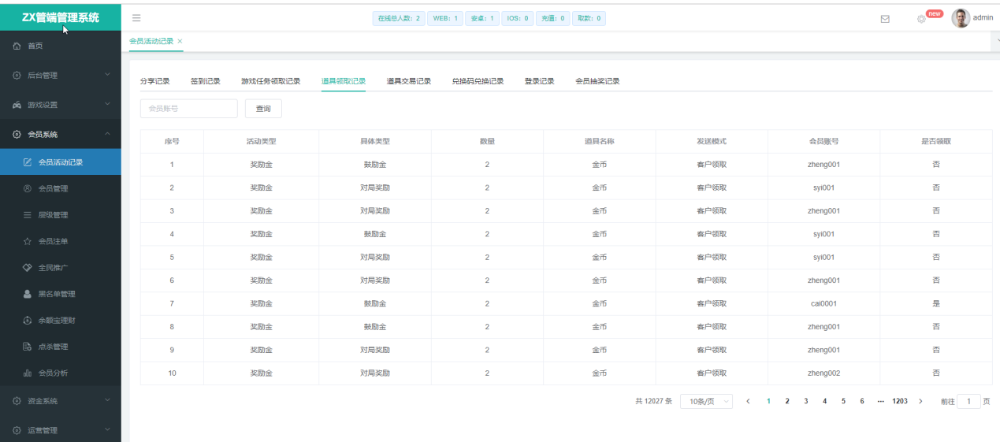 ZX管端管理系统
在线总人数: 2 WEB: 1 安卓: 1 IOS: 0 充值: 0 取款: 0
new admin
首页
后台管理
游戏设置
会员系统
会员活动记录
会员管理
层级管理
会员注单
全民推广
黑名单管理
余额宝理财
点杀管理
会员分析
资金系统
运营管理
会员活动记录 ×
分享记录 签到记录 游戏任务领取记录 道具领取记录 道具交易记录 兑换码兑换记录 登录记录 会员抽奖记录
会员账号 查询
序号 活动类型 具体类型 数量 道具名称 发送模式 会员账号 是否领取
1 奖励金 鼓励金 2 金币 客户领取 zheng001 否
2 奖励金 对局奖励 2 金币 客户领取 syi001 否
3 奖励金 对局奖励 2 金币 客户领取 zheng001 否
4 奖励金 鼓励金 2 金币 客户领取 syi001 否
5 奖励金 对局奖励 2 金币 客户领取 syi001 否
6 奖励金 对局奖励 2 金币 客户领取 zheng001 否
7 奖励金 鼓励金 2 金币 客户领取 cai0001 是
8 奖励金 鼓励金 2 金币 客户领取 zheng001 否
9 奖励金 对局奖励 2 金币 客户领取 zheng001 否
10 奖励金 对局奖励 2 金币 客户领取 zheng002 否
共 12027 条 10条/页 < 1 2 3 4 5 6 ··· 1203 > 前往 1 页